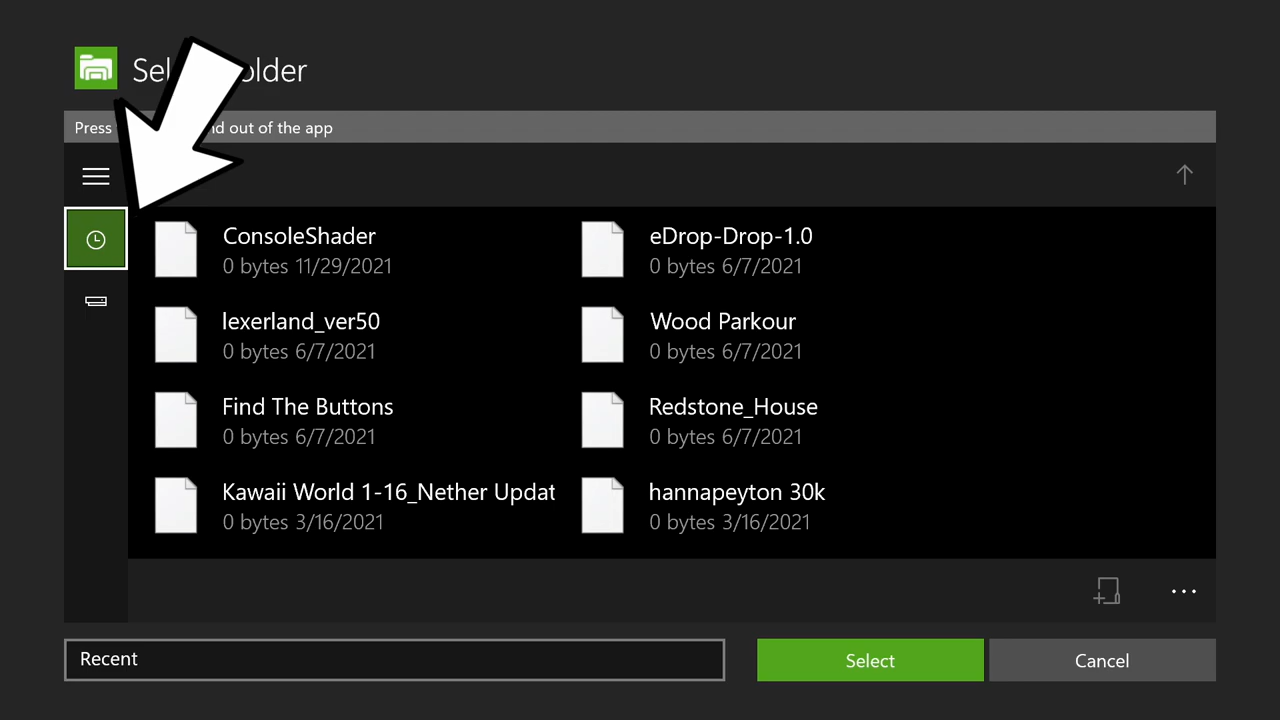 Sel older
Press nd out of the app
ConsoleShader
0 bytes 11/29/2021
eDrop-Drop-1.0
0 bytes 6/7/2021
lexerland_ver50
0 bytes 6/7/2021
Wood Parkour
0 bytes 6/7/2021
Find The Buttons
0 bytes 6/7/2021
Redstone_House
0 bytes 6/7/2021
Kawaii World 1-16_Nether Updat
0 bytes 3/16/2021
hannapeyton 30k
0 bytes 3/16/2021
Recent
Select
Cancel